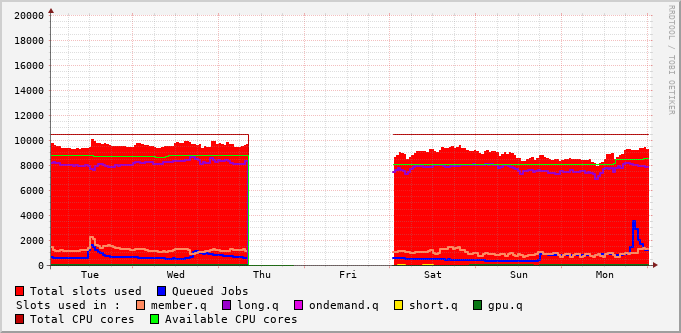 RRDTOOL / TOBI OETIKER
20000
18000
16000
14000
12000
10000
8000
6000
4000
2000
0
Tue Wed Thu Fri Sat Sun Mon
Total slots used Queued Jobs
Slots used in : member.q long.q ondemand.q short.q gpu.q
Total CPU cores Available CPU cores